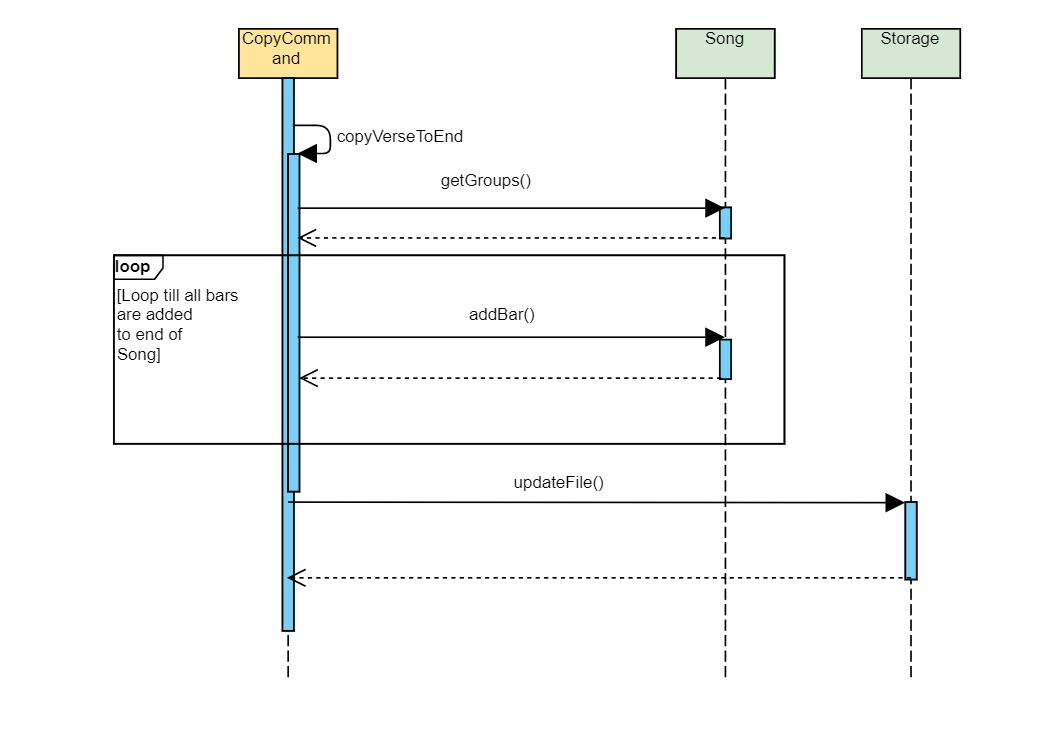 CopyComm
and
Song
Storage
copyVerseToEnd
getGroups()
loop
[Loop till all bars
are added
to end of
Song]
addBar()
updateFile()